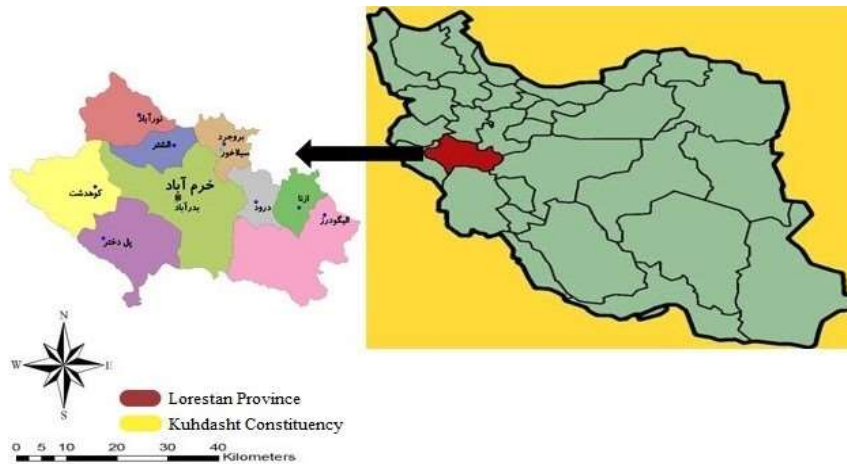 نورآباد
بروجرد
سیلاخور
الشتر
کوهدشت
خرم آباد
بدرآباد
درود
ازنا
الیگودرز
پل دختر
N
W E
S
Lorestan Province
Kuhdasht Constituency
0 5 10 20 30 40
Kilometers